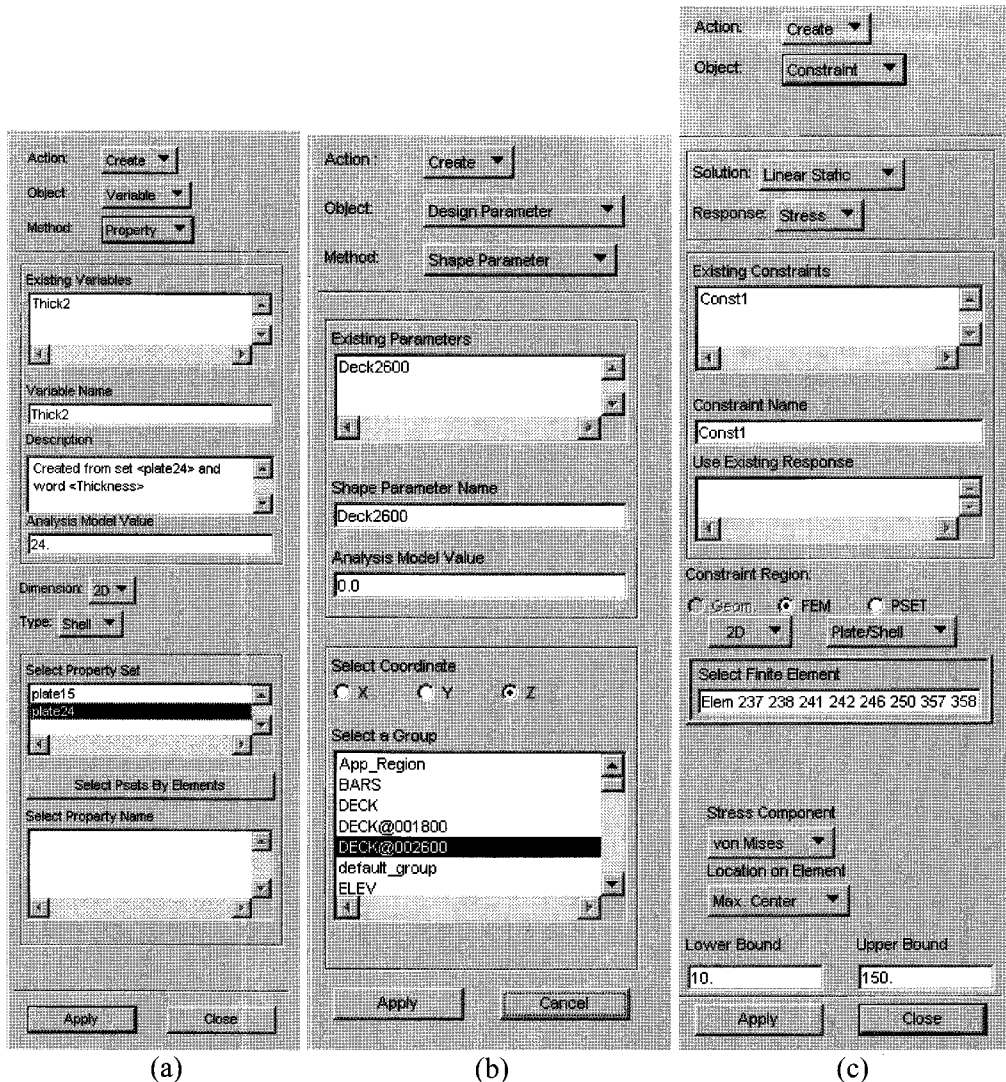 Action: Create
Object: Variable
Method: Property
Existing Variables
Thick2
Variable Name
Thick2
Description
Created from set <plate24> and
word <Thickness>
Analysis Model Value
24.
Dimension: 2D
Type: Shell
Select Property Set
plate15
plate24
Select Psets By Elements
Select Property Name
Apply Close
(a)
Action : Create
Object: Design Parameter
Method: Shape Parameter
Existing Parameters
Deck2600
Shape Parameter Name
Deck2600
Analysis Model Value
0.0
Select Coordinate
X Y Z
Select a Group
App_Region
BARS
DECK
DECK@001800
DECK@002600
default_group
ELEV
Apply Cancel
(b)
Action: Create
Object: Constraint
Solution: Linear Static
Response: Stress
Existing Constraints
Const1
Constraint Name
Const1
Use Existing Response
Constraint Region:
Geom. FEM PSET
2D Plate/Shell
Select Finite Element
Elem 237 238 241 242 246 250 357 358
Stress Component
von Mises
Location on Element
Max. Center
Lower Bound Upper Bound
10. 150.
Apply Close
(c)